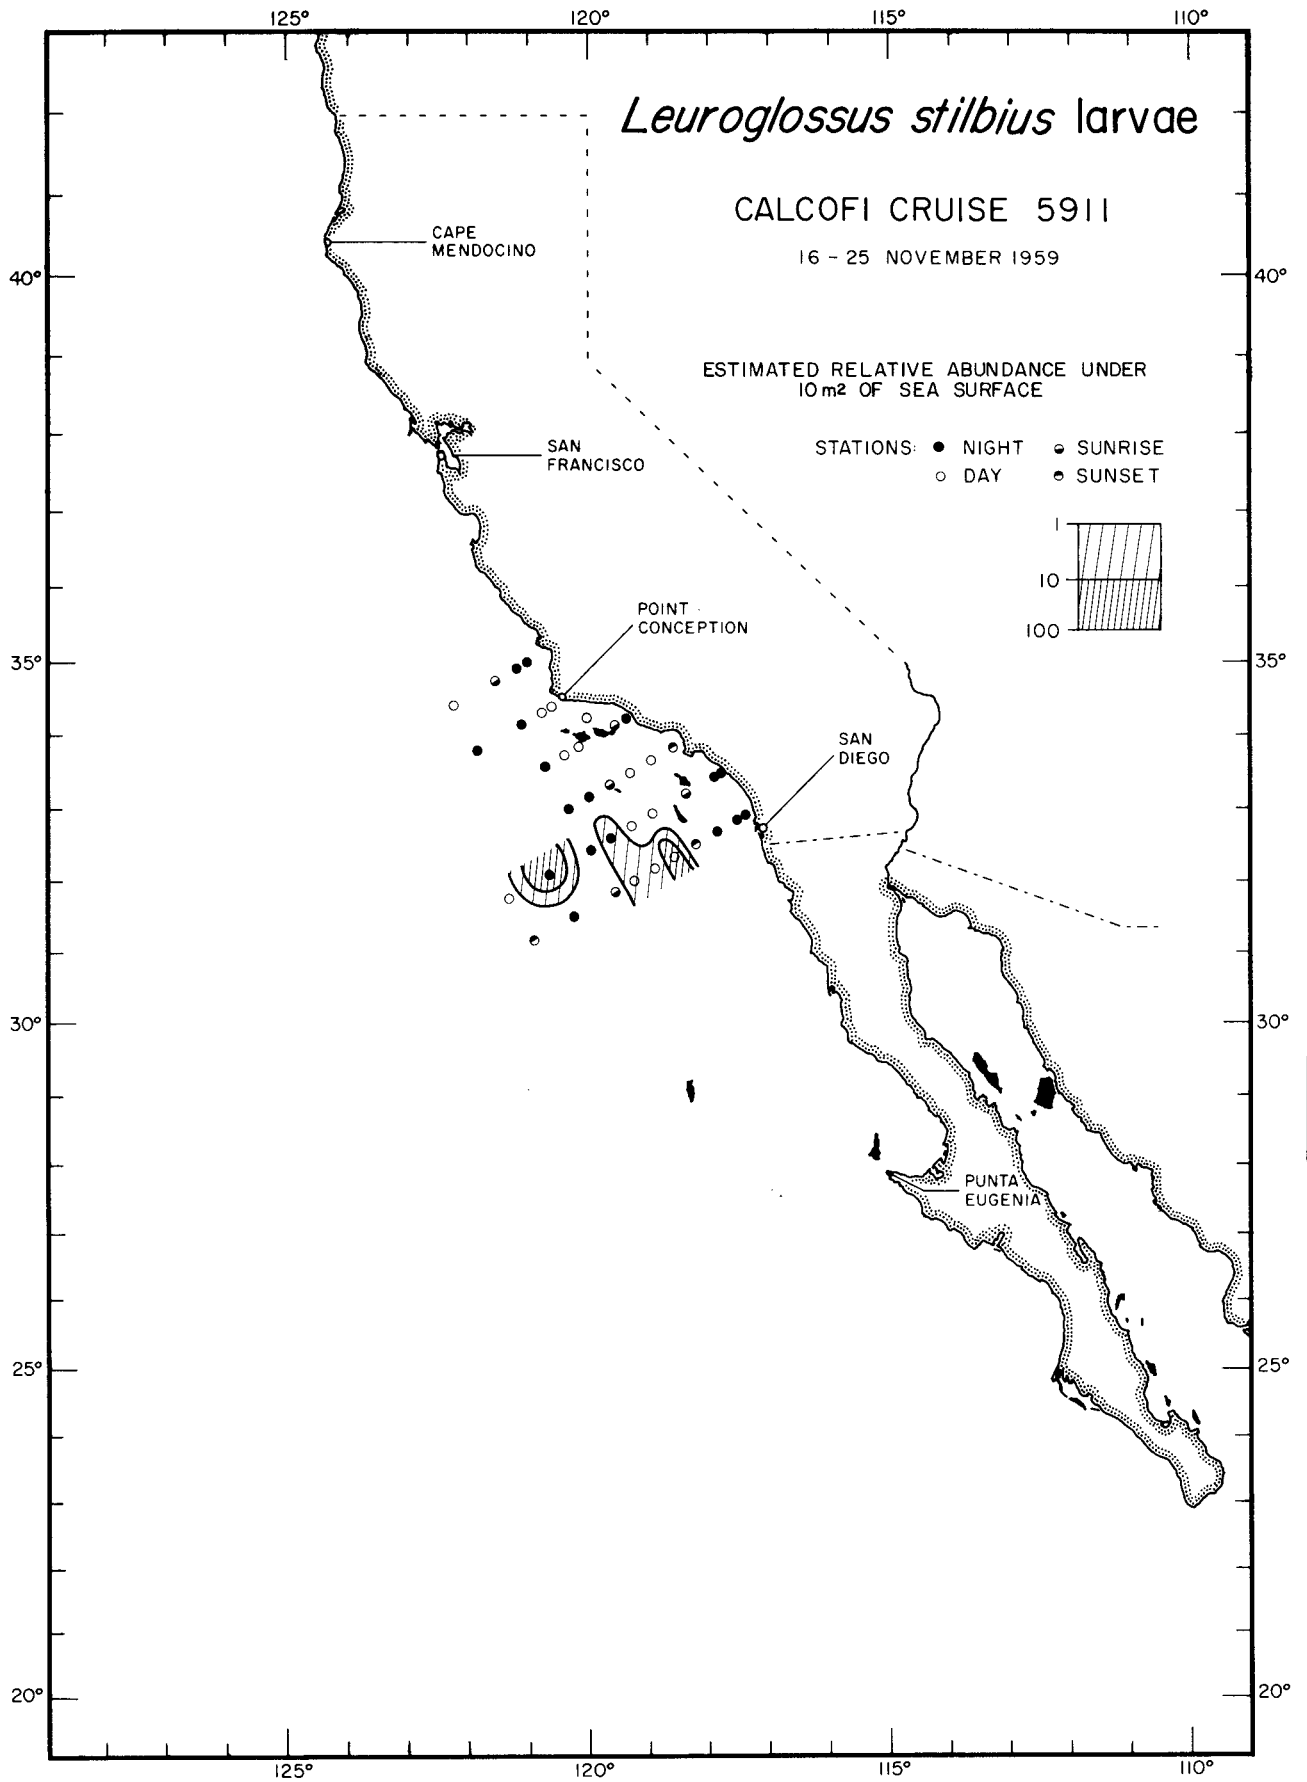 125° 120° 115° 110°
Leuroglossus stilbius larvae
CALCOFI CRUISE 5911
16 - 25 NOVEMBER 1959
CAPE
MENDOCINO
40° 40°
ESTIMATED RELATIVE ABUNDANCE UNDER
10 m2 OF SEA SURFACE
STATIONS: NIGHT SUNRISE
DAY SUNSET
SAN
FRANCISCO
1
10
100
POINT
CONCEPTION
35° 35°
SAN
DIEGO
30° 30°
PUNTA
EUGENIA
25° 25°
20° 20°
125° 120° 115° 110°